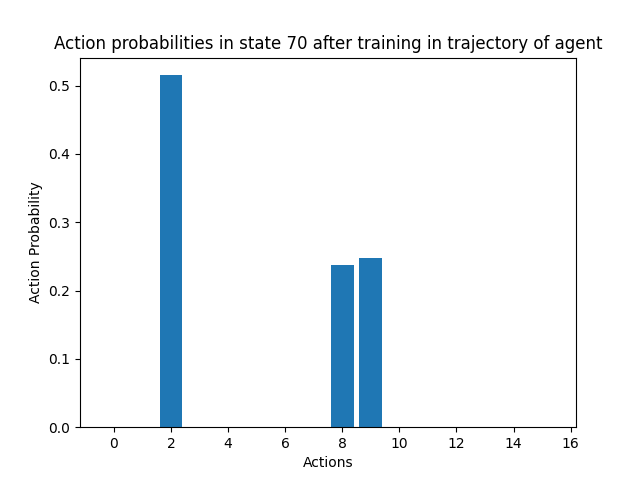 Action probabilities in state 70 after training in trajectory of agent
Action Probability
0.5
0.4
0.3
0.2
0.1
0.0
0 2 4 6 8 10 12 14 16
Actions